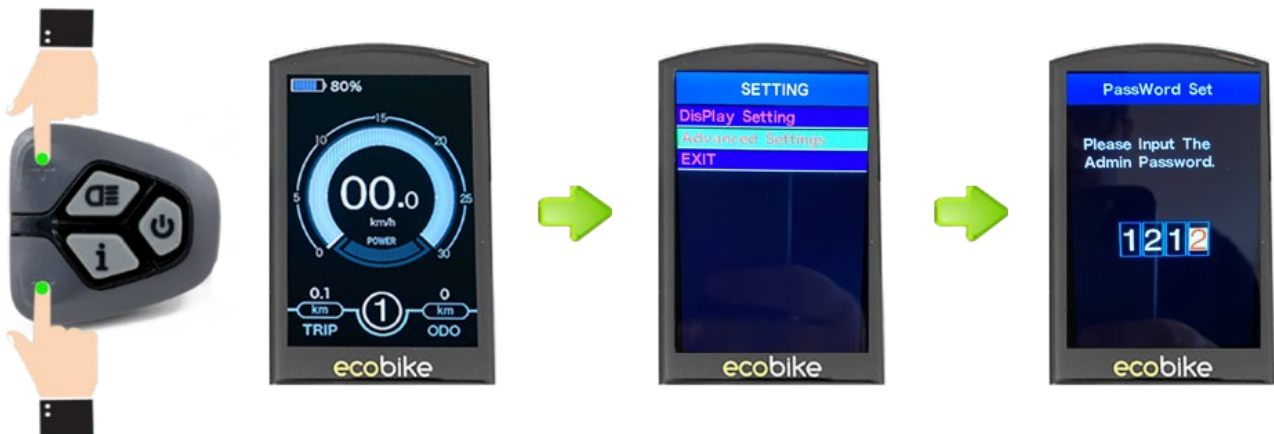 i
80%
15
10
20
00.0
5
25
km/h
POWER
0
30
0.1
0
km
1
km
TRIP
ODO
ecobike
SETTING
DisPlay Setting
Advanced Settings
EXIT
ecobike
PassWord Set
Please Input The
Admin Password.
1212
ecobike